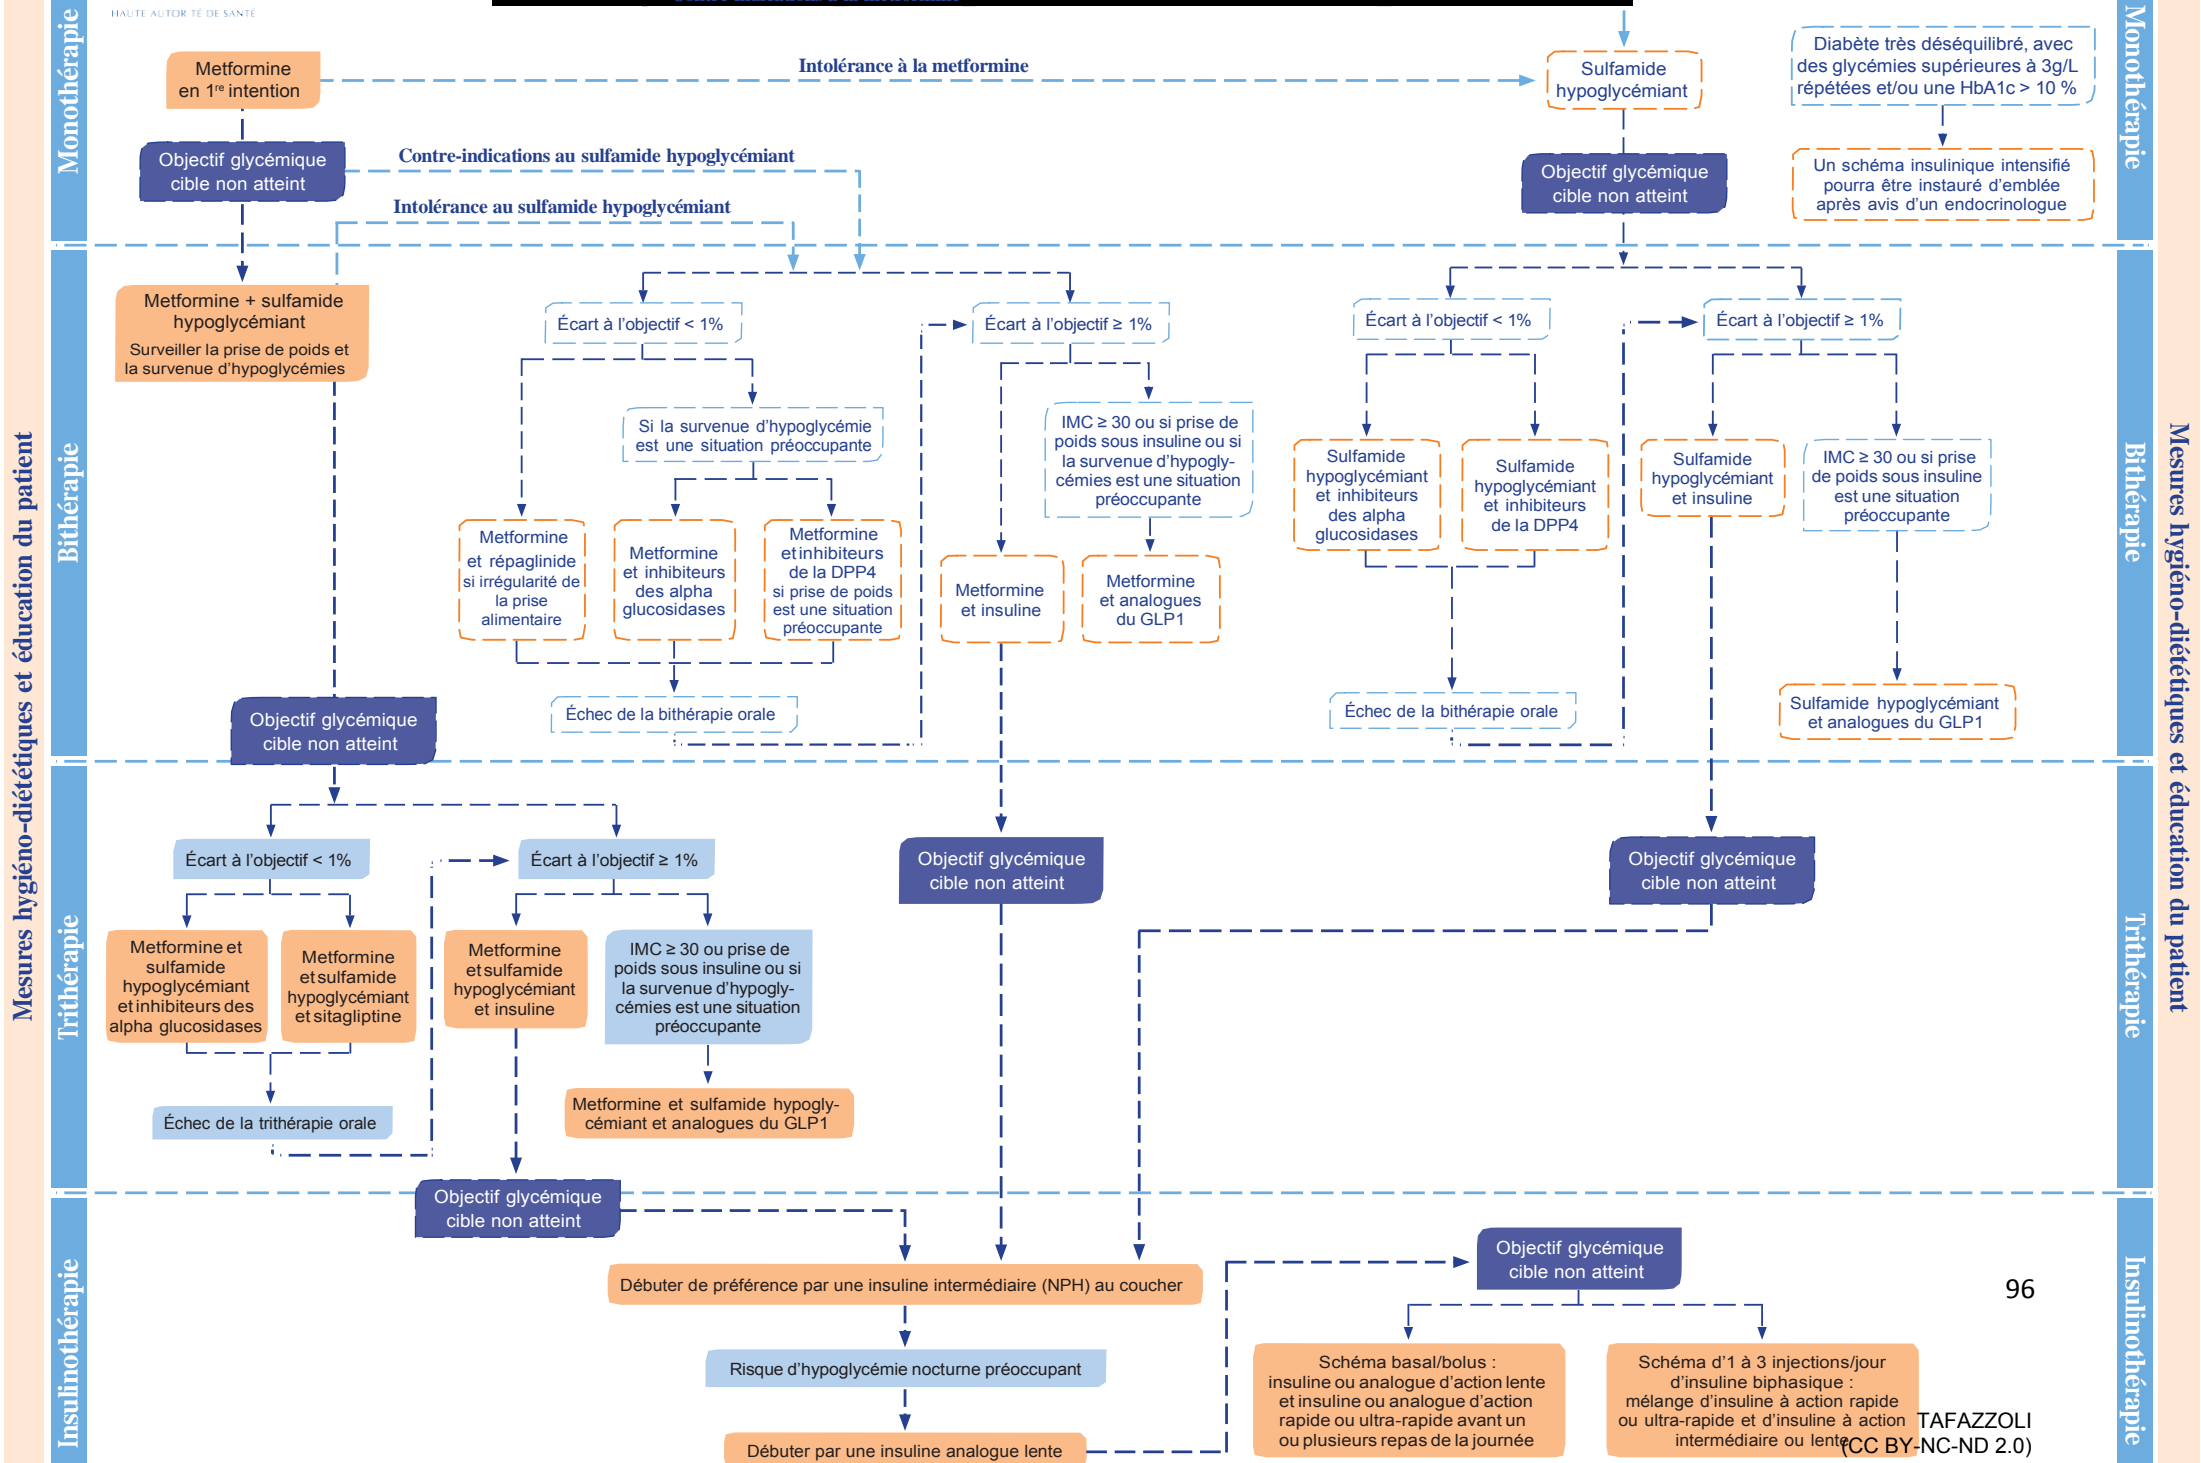 HAUTE AUTOR TÉ DE SANTÉ
Monothérapie
Bithérapie
Trithérapie
Insulinothérapie
Mesures hygiéno-diététiques et éducation du patient
Metformine
en 1re intention
Intolérance à la metformine
Sulfamide
hypoglycémiant
Diabète très déséquilibré, avec
des glycémies supérieures à 3g/L
répétées et/ou une HbA1c > 10 %
Objectif glycémique
cible non atteint
Contre-indications au sulfamide hypoglycémiant
Intolérance au sulfamide hypoglycémiant
Objectif glycémique
cible non atteint
Un schéma insulinique intensifié
pourra être instauré d'emblée
après avis d'un endocrinologue
Metformine + sulfamide
hypoglycémiant
Surveiller la prise de poids et
la survenue d'hypoglycémies
Écart à l'objectif < 1%
Écart à l'objectif ≥ 1%
Écart à l'objectif < 1%
Écart à l'objectif ≥ 1%
Si la survenue d'hypoglycémie
est une situation préoccupante
IMC ≥ 30 ou si prise de
poids sous insuline ou si
la survenue d'hypogly-
cémies est une situation
préoccupante
Metformine
et répaglinide
si irrégularité de
la prise
alimentaire
Metformine
et inhibiteurs
des alpha
glucosidases
Metformine
et inhibiteurs
de la DPP4
si prise de poids
est une situation
préoccupante
Metformine
et insuline
Metformine
et analogues
du GLP1
Sulfamide
hypoglycémiant
et inhibiteurs
des alpha
glucosidases
Sulfamide
hypoglycémiant
et inhibiteurs
de la DPP4
Sulfamide
hypoglycémiant
et insuline
IMC ≥ 30 ou si prise
de poids sous insuline
est une situation
préoccupante
Échec de la bithérapie orale
Échec de la bithérapie orale
Sulfamide hypoglycémiant
et analogues du GLP1
Objectif glycémique
cible non atteint
Écart à l'objectif < 1%
Écart à l'objectif ≥ 1%
Objectif glycémique
cible non atteint
Objectif glycémique
cible non atteint
Metformine et
sulfamide
hypoglycémiant
et inhibiteurs des
alpha glucosidases
Metformine
et sulfamide
hypoglycémiant
et sitagliptine
Metformine
et sulfamide
hypoglycémiant
et insuline
IMC ≥ 30 ou prise de
poids sous insuline ou si
la survenue d'hypogly-
cémies est une situation
préoccupante
Échec de la trithérapie orale
Metformine et sulfamide hypogly-
cémiant et analogues du GLP1
Objectif glycémique
cible non atteint
Débuter de préférence par une insuline intermédiaire (NPH) au coucher
Risque d'hypoglycémie nocturne préoccupant
Débuter par une insuline analogue lente
Objectif glycémique
cible non atteint
Schéma basal/bolus :
insuline ou analogue d'action lente
et insuline ou analogue d'action
rapide ou ultra-rapide avant un
ou plusieurs repas de la journée
Schéma d'1 à 3 injections/jour
d'insuline biphasique :
mélange d'insuline à action rapide
ou ultra-rapide et d'insuline à action
intermédiaire ou lente
96
TAFAZZOLI
(CC BY-NC-ND 2.0)
Monothérapie
Bithérapie
Trithérapie
Insulinothérapie
Mesures hygiéno-diététiques et éducation du patient